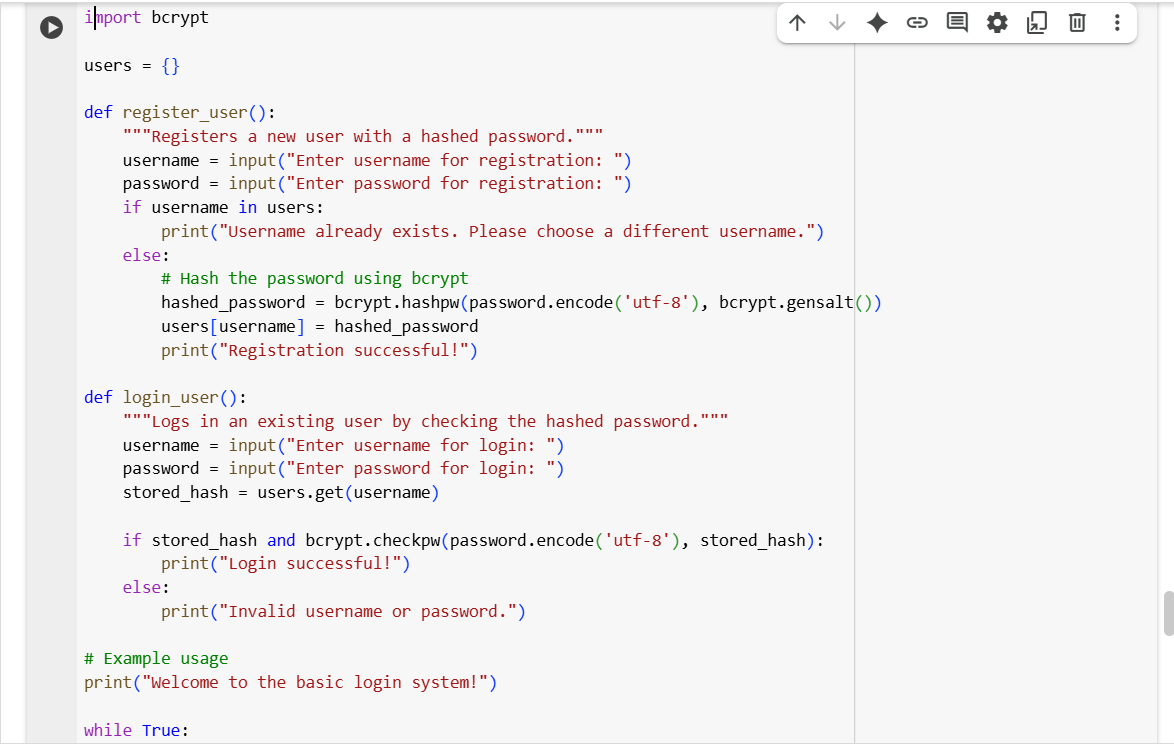 import bcrypt

users = {}

def register_user():
    """Registers a new user with a hashed password."""
    username = input("Enter username for registration: ")
    password = input("Enter password for registration: ")
    if username in users:
        print("Username already exists. Please choose a different username.")
    else:
        # Hash the password using bcrypt
        hashed_password = bcrypt.hashpw(password.encode('utf-8'), bcrypt.gensalt())
        users[username] = hashed_password
        print("Registration successful!")

def login_user():
    """Logs in an existing user by checking the hashed password."""
    username = input("Enter username for login: ")
    password = input("Enter password for login: ")
    stored_hash = users.get(username)

    if stored_hash and bcrypt.checkpw(password.encode('utf-8'), stored_hash):
        print("Login successful!")
    else:
        print("Invalid username or password.")

# Example usage
print("Welcome to the basic login system!")

while True: